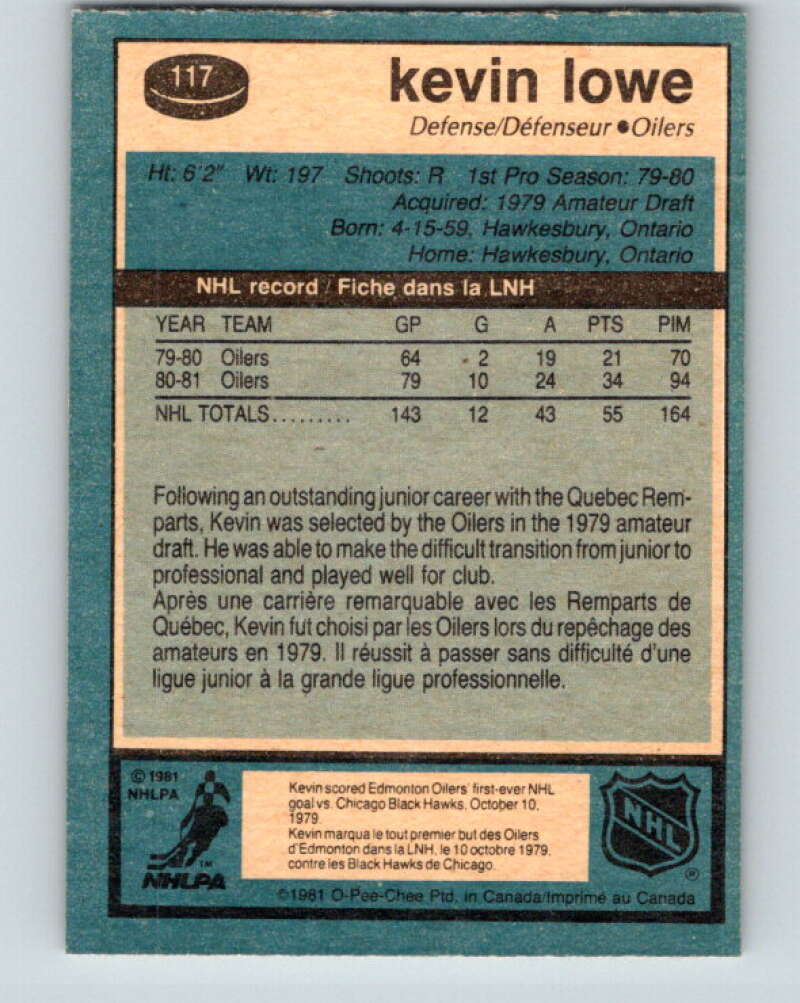 117
kevin lowe
Defense/Défenseur ● Oilers
Ht: 6'2" Wt: 197 Shoots: R 1st Pro Season: 79-80
Acquired: 1979 Amateur Draft
Born: 4-15-59, Hawkesbury, Ontario
Home: Hawkesbury, Ontario
NHL record / Fiche dans la LNH
YEAR TEAM GP G A PTS PIM
79-80 Oilers 64 2 19 21 70
80-81 Oilers 79 10 24 34 94
NHL TOTALS......... 143 12 43 55 164
Following an outstanding junior career with the Quebec Rem-
parts, Kevin was selected by the Oilers in the 1979 amateur
draft. He was able to make the difficult transition from junior to
professional and played well for club.
Après une carrière remarquable avec les Remparts de
Québec, Kevin fut choisi par les Oilers lors du repêchage des
amateurs en 1979. Il réussit à passer sans difficulté d'une
ligue junior à la grande ligue professionnelle.
© 1981
NHLPA
TM
NHLPA
Kevin scored Edmonton Oilers' first-ever NHL
goal vs. Chicago Black Hawks, October 10,
1979.
Kevin marqua le tout premier but des Oilers
d'Edmonton dans la LNH, le 10 octobre 1979,
contre les Black Hawks de Chicago.
NHL
®
©1981 O-Pee-Chee Ptd. in Canada/Imprimé au Canada